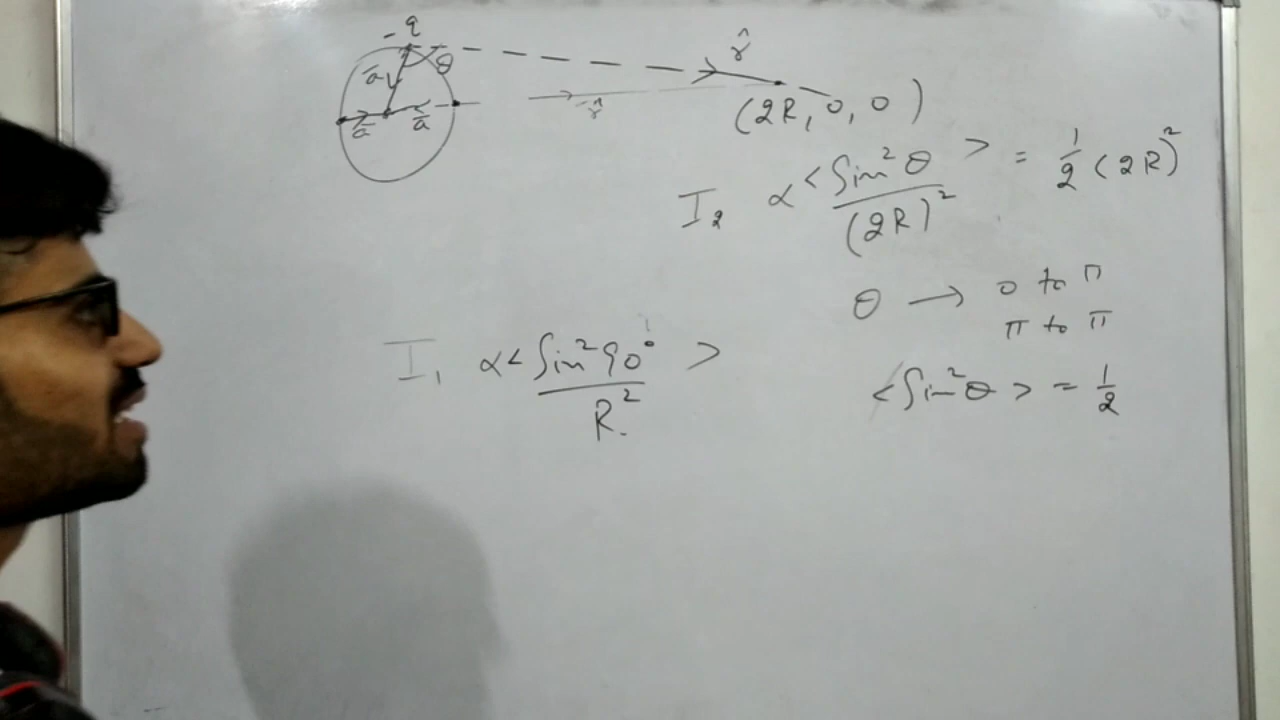 -q
θ
r̂
ā
ā
ā
r̂
(2R, 0, 0)
I₂ α <Sin²θ / (2R)²> = 1/2 (2R)²
θ → 0 to π
π to π
I₁ α <Sin²90° / R²>
<Sin²θ> = 1/2